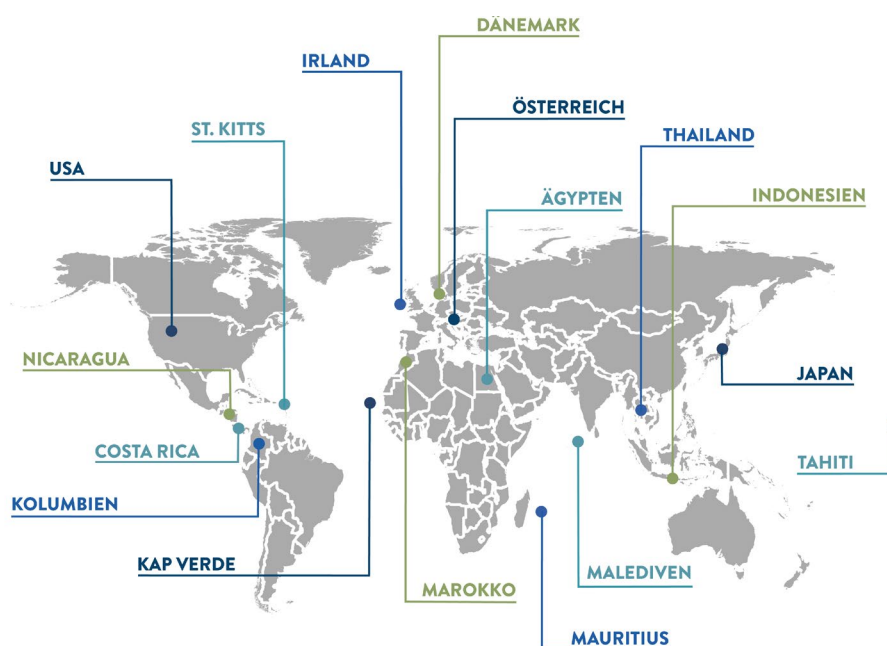 DÄNEMARK
IRLAND
ÖSTERREICH
ST. KITTS
THAILAND
USA
ÄGYPTEN
INDONESIEN
NICARAGUA
JAPAN
COSTA RICA
TAHITI
KOLUMBIEN
KAP VERDE
MAROKKO
MALEDIVEN
MAURITIUS